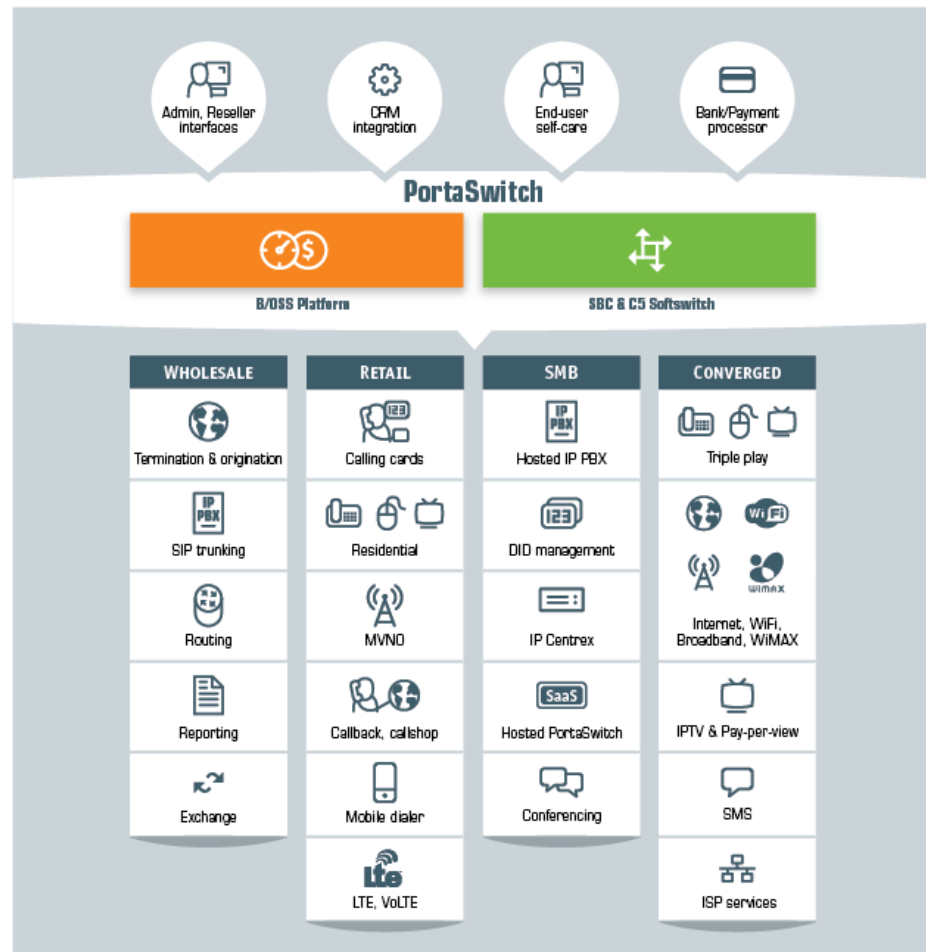 Admin, Reseller
interfaces
CRM
integration
End-user
self-care
Bank/Payment
processor
PortaSwitch
$
B/OSS Platform
SBC & C5 Softswitch
WHOLESALE
Termination & origination
IP
PBX
SIP trunking
Routing
Reporting
Exchange
RETAIL
123
Calling cards
Residential
MVNO
Callback, callshop
Mobile dialer
Lte
LTE, VoLTE
SMB
IP
PBX
Hosted IP PBX
123
DID management
IP Centrex
SaaS
Hosted PortaSwitch
Conferencing
CONVERGED
Triple play
WiFi
WiMAX
Internet, WiFi,
Broadband, WiMAX
IPTV & Pay-per-view
SMS
ISP services